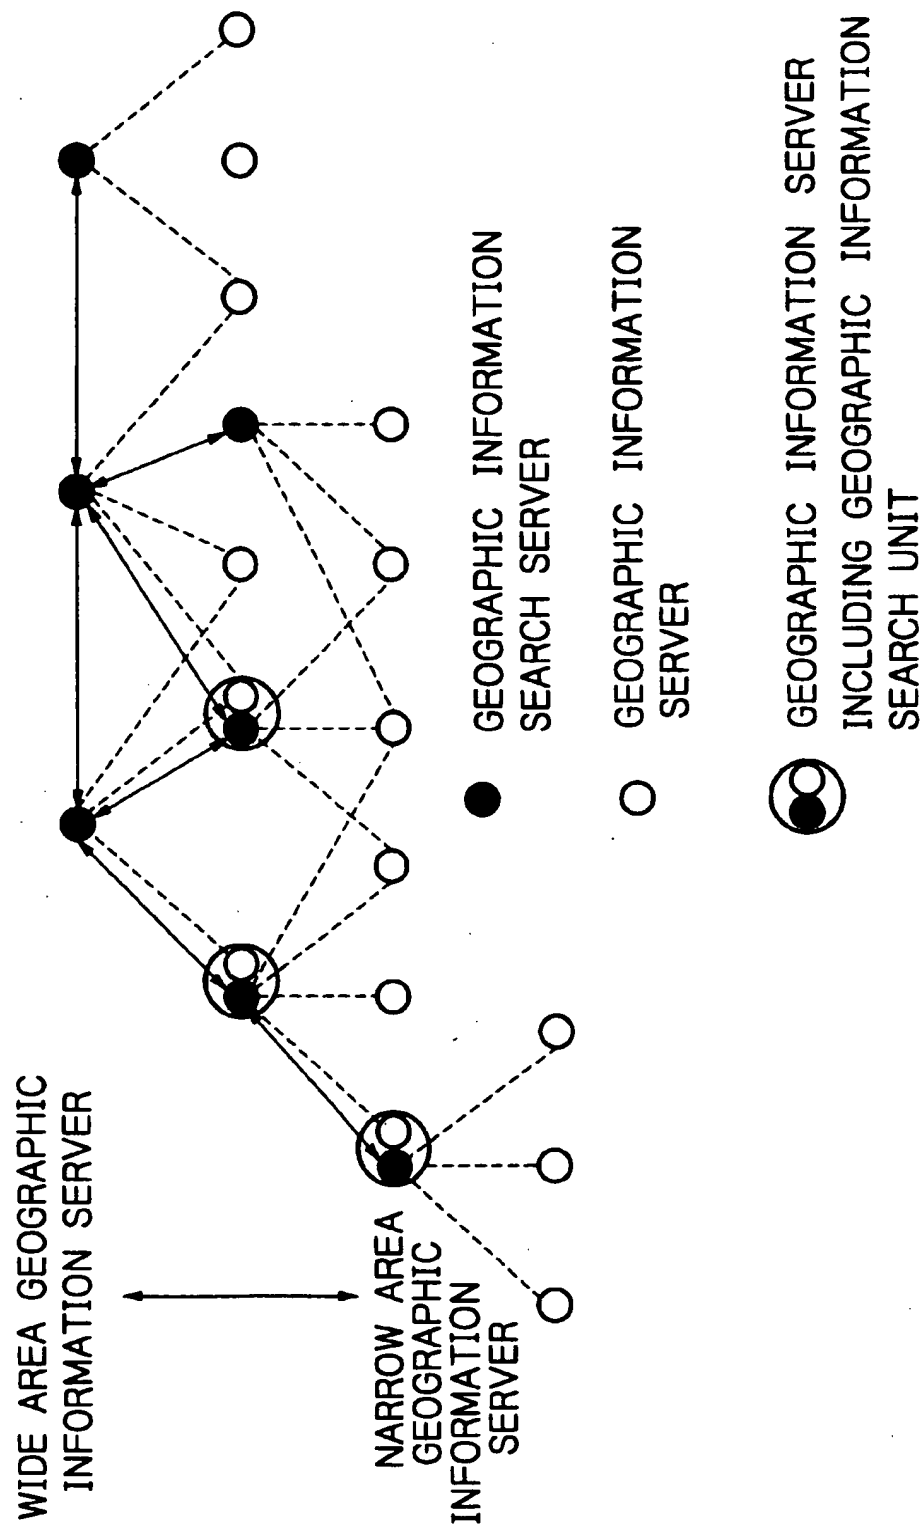 WIDE AREA GEOGRAPHIC
INFORMATION SERVER
NARROW AREA
GEOGRAPHIC
INFORMATION
SERVER
GEOGRAPHIC INFORMATION
SEARCH SERVER
GEOGRAPHIC INFORMATION
SERVER
GEOGRAPHIC INFORMATION SERVER
INCLUDING GEOGRAPHIC INFORMATION
SEARCH UNIT